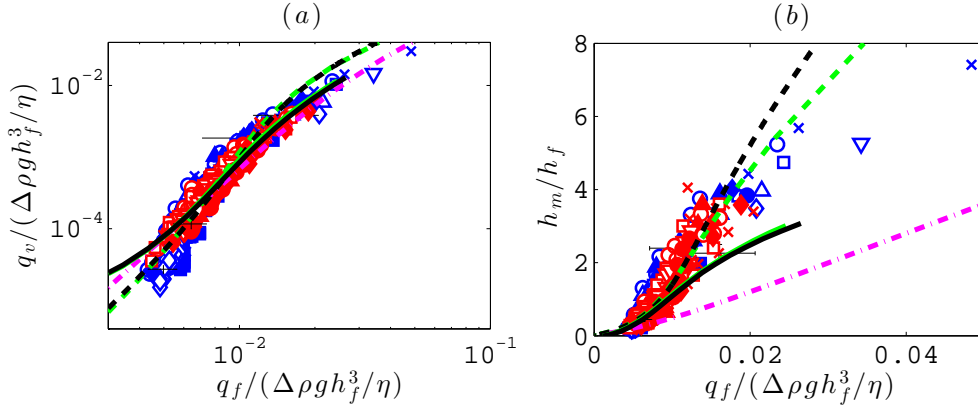 (a)
q_v/(Δρgh_f^3/η)
10^{-2}
10^{-4}
10^{-2}
10^{-1}
q_f/(Δρgh_f^3/η)
(b)
h_m/h_f
8
6
4
2
0
0
0.02
0.04
q_f/(Δρgh_f^3/η)